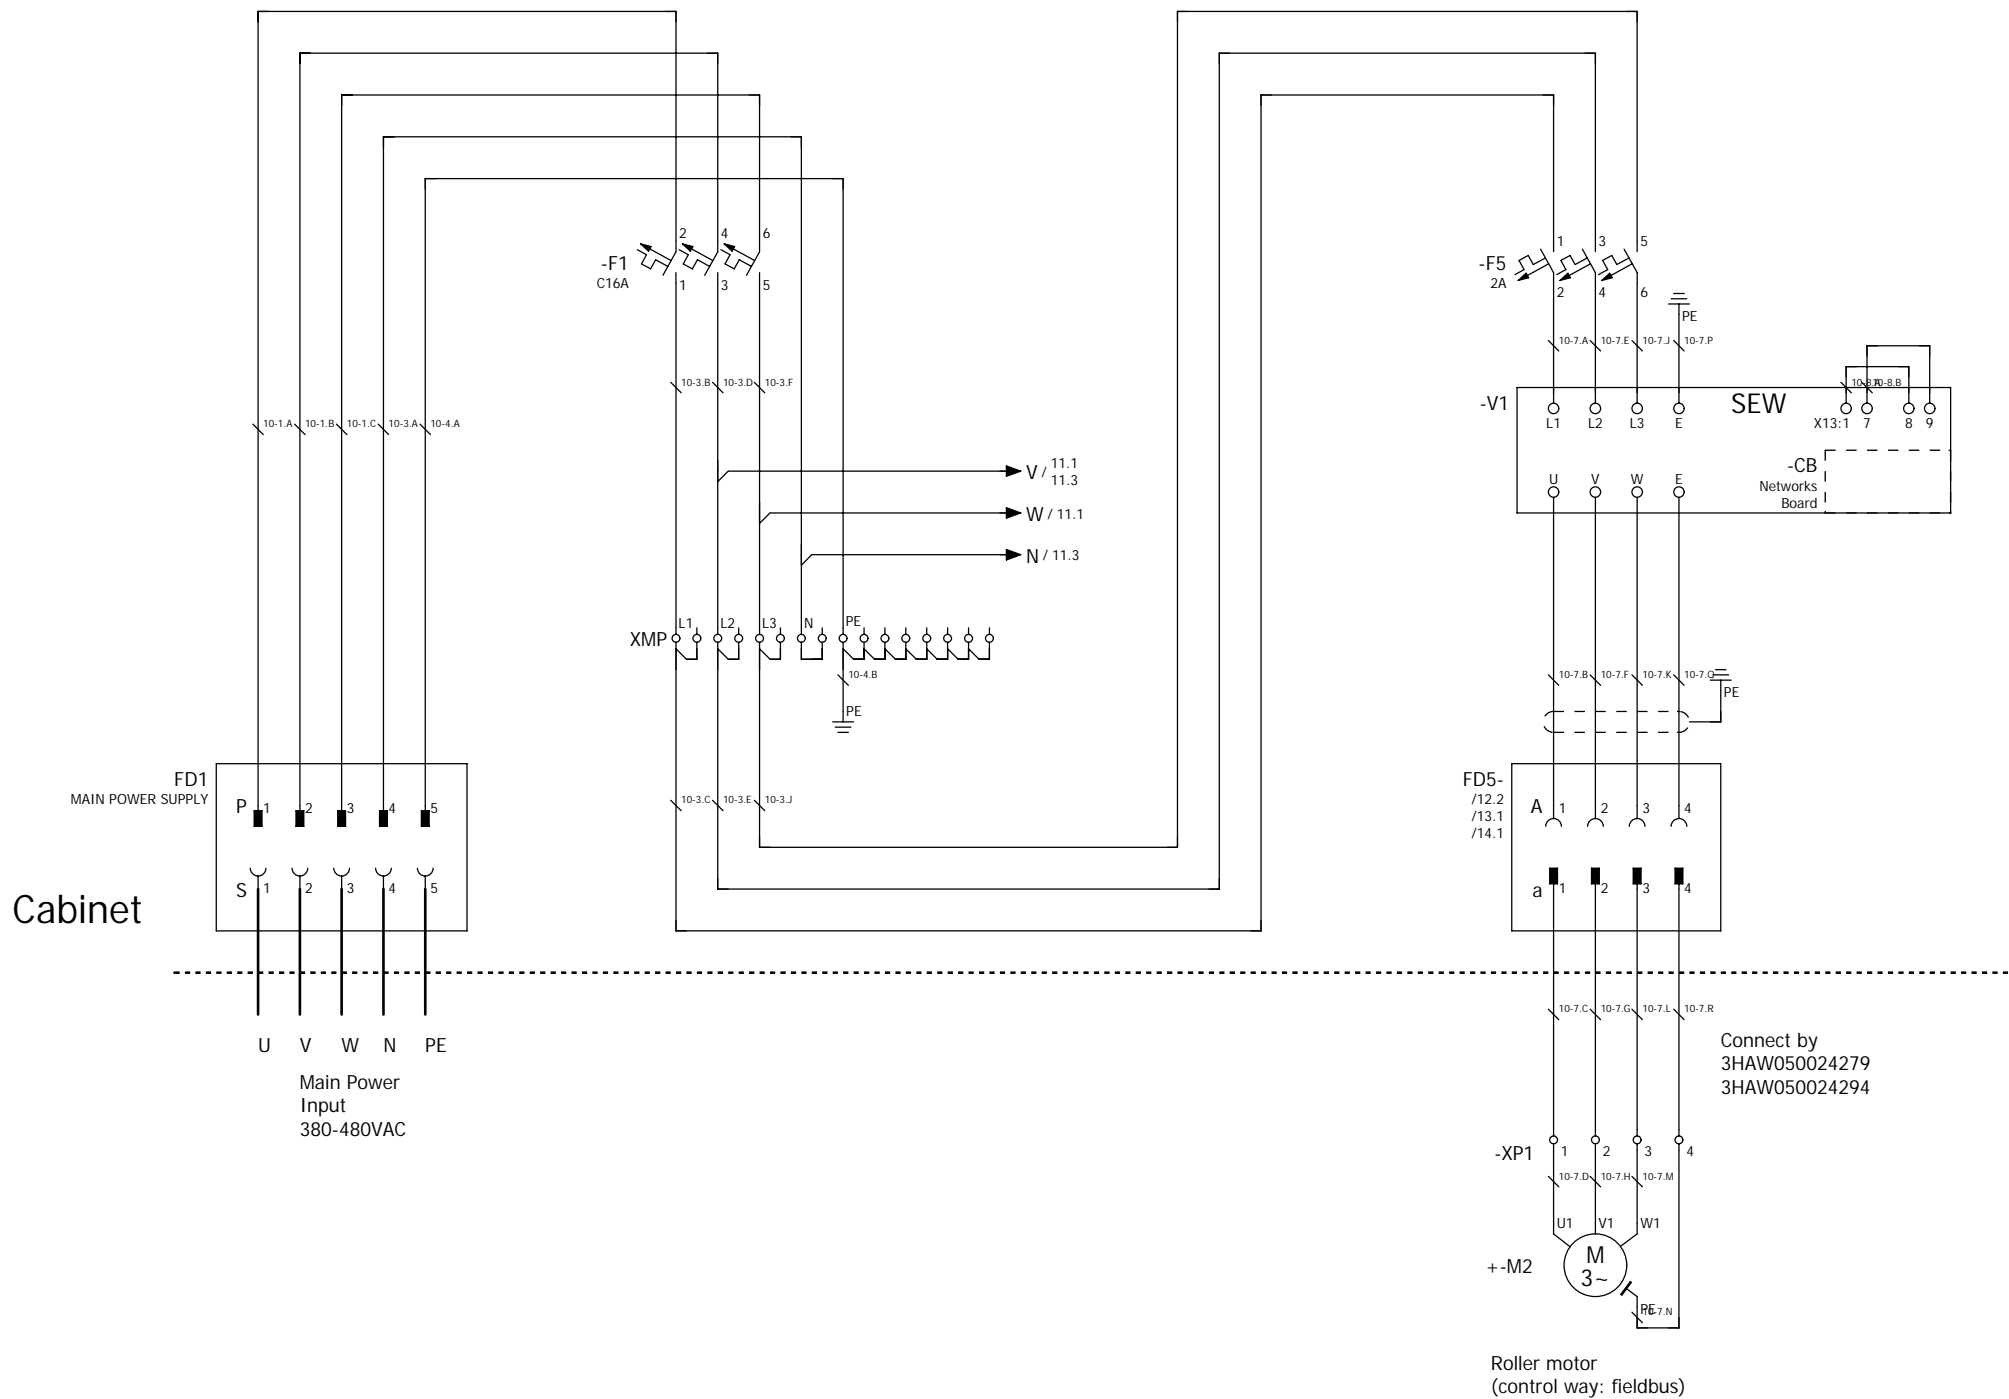 2 4 6
-F1
C16A
1 3 5
1 3 5
-F5
2A
2 4 6
PE
10-7.A 10-7.E 10-7.J 10-7.P
10-3.B 10-3.D 10-3.F
10-8.A 10-8.B
-V1
SEW
L1 L2 L3 E
X13:1 7 8 9
10-1.A 10-1.B 10-1.C 10-3.A 10-4.A
V / 11.1
11.3
W / 11.1
N / 11.3
-CB
Networks
Board
U V W E
XMP
L1 L2 L3 N PE
10-4.B
PE
10-7.B 10-7.F 10-7.K
PE
FD1
MAIN POWER SUPPLY
P 1 2 3 4 5
S 1 2 3 4 5
10-3.C 10-3.E 10-3.J
FD5-
/12.2
/13.1
/14.1
A 1 2 3 4
a 1 2 3 4
Cabinet
U V W N PE
Main Power
Input
380-480VAC
10-7.C 10-7.G 10-7.L 10-7.R
Connect by
3HAW050024279
3HAW050024294
-XP1
1 2 3 4
10-7.D 10-7.H 10-7.M
U1 V1 W1
M
3~
+-M2
PE
10-7.N
Roller motor
(control way: fieldbus)